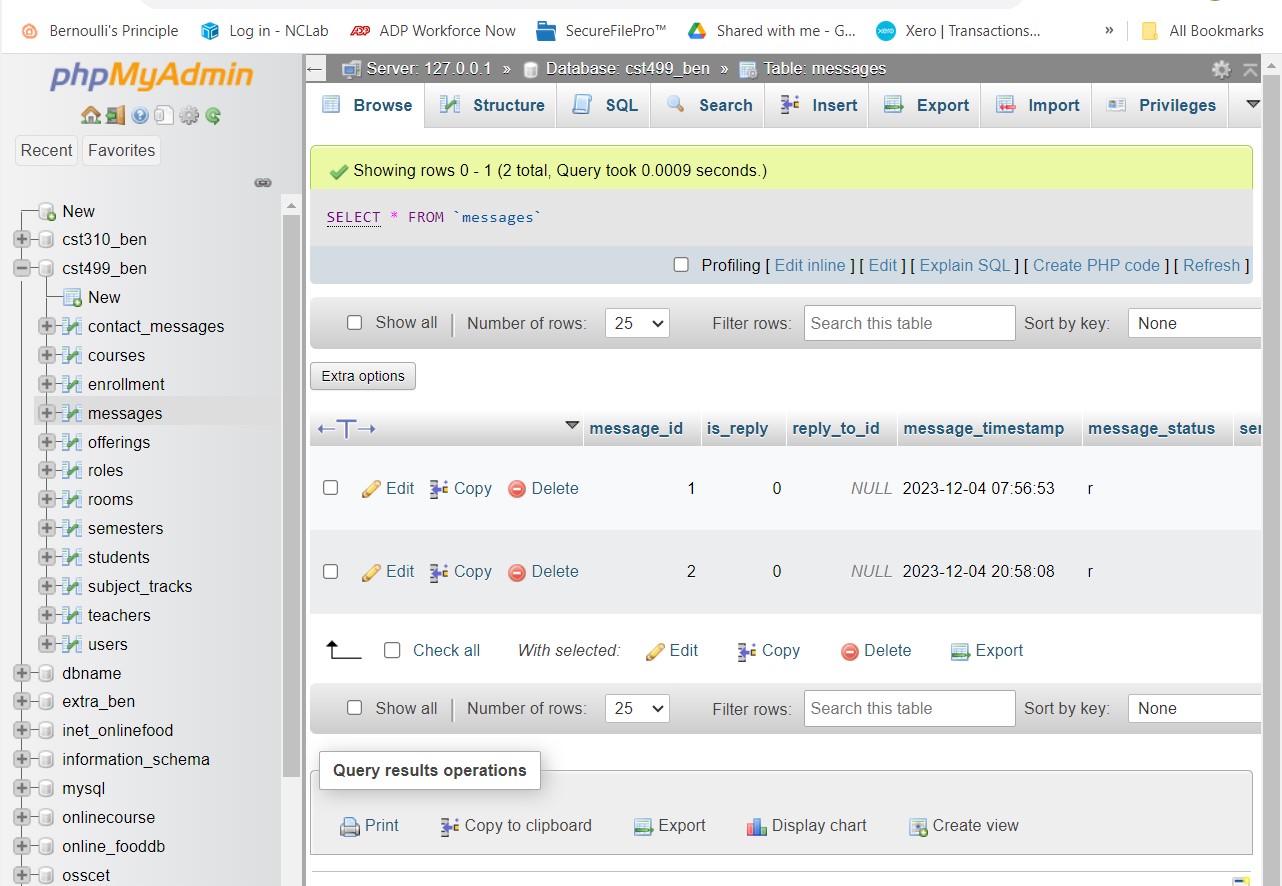 Bernoulli's Principle Log in - NCLab ADP Workforce Now SecureFilePro™ Shared with me - G... Xero | Transactions... » All Bookmarks
phpMyAdmin
Recent Favorites
New
cst310_ben
cst499_ben
New
contact_messages
courses
enrollment
messages
offerings
roles
rooms
semesters
students
subject_tracks
teachers
users
dbname
extra_ben
inet_onlinefood
information_schema
mysql
onlinecourse
online_fooddb
osscet
Server: 127.0.0.1 » Database: cst499_ben » Table: messages
Browse Structure SQL Search Insert Export Import Privileges
Showing rows 0 - 1 (2 total, Query took 0.0009 seconds.)
SELECT * FROM `messages`
Profiling [ Edit inline ] [ Edit ] [ Explain SQL ] [ Create PHP code ] [ Refresh ]
Show all Number of rows: 25 Filter rows: Search this table Sort by key: None
Extra options
←T→ message_id is_reply reply_to_id message_timestamp message_status ser
Edit Copy Delete 1 0 NULL 2023-12-04 07:56:53 r
Edit Copy Delete 2 0 NULL 2023-12-04 20:58:08 r
Check all With selected: Edit Copy Delete Export
Show all Number of rows: 25 Filter rows: Search this table Sort by key: None
Query results operations
Print Copy to clipboard Export Display chart Create view